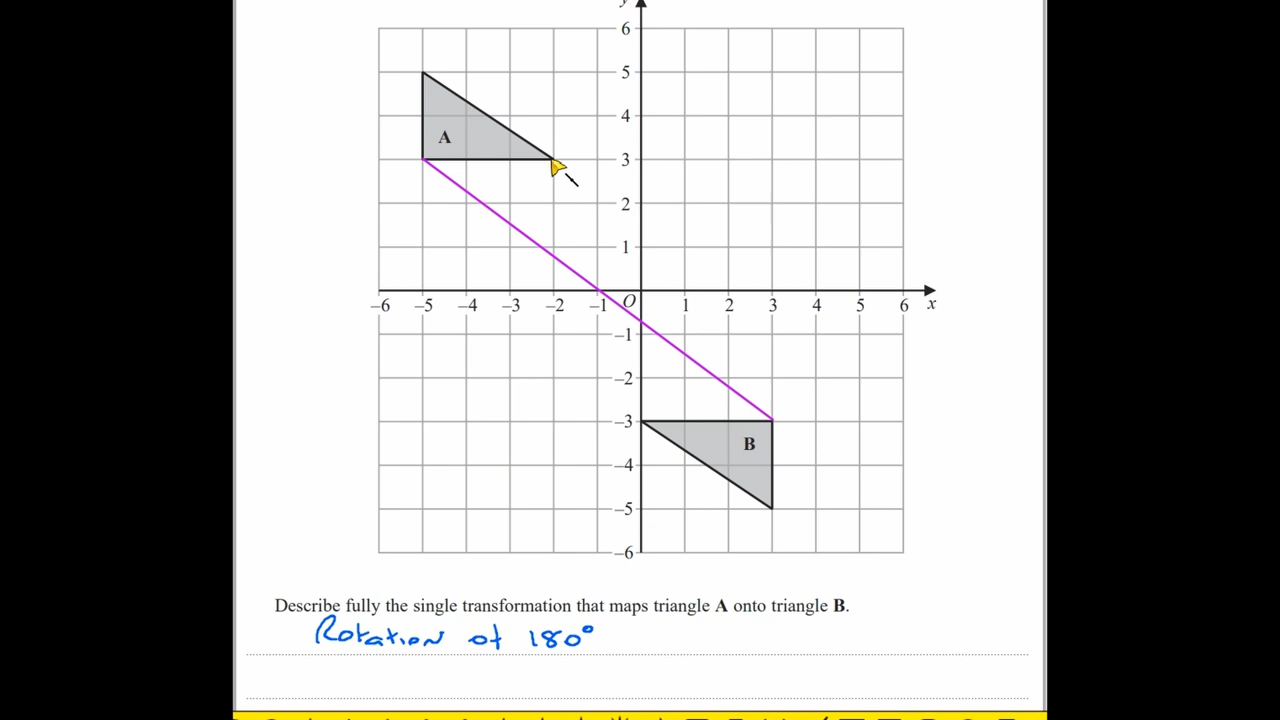 y
6
5
A
4
3
2
1
–6 –5 –4 –3 –2 –1 O 1 2 3 4 5 6 x
–1
–2
–3
B
–4
–5
–6
Describe fully the single transformation that maps triangle A onto triangle B.
Rotation of 180°